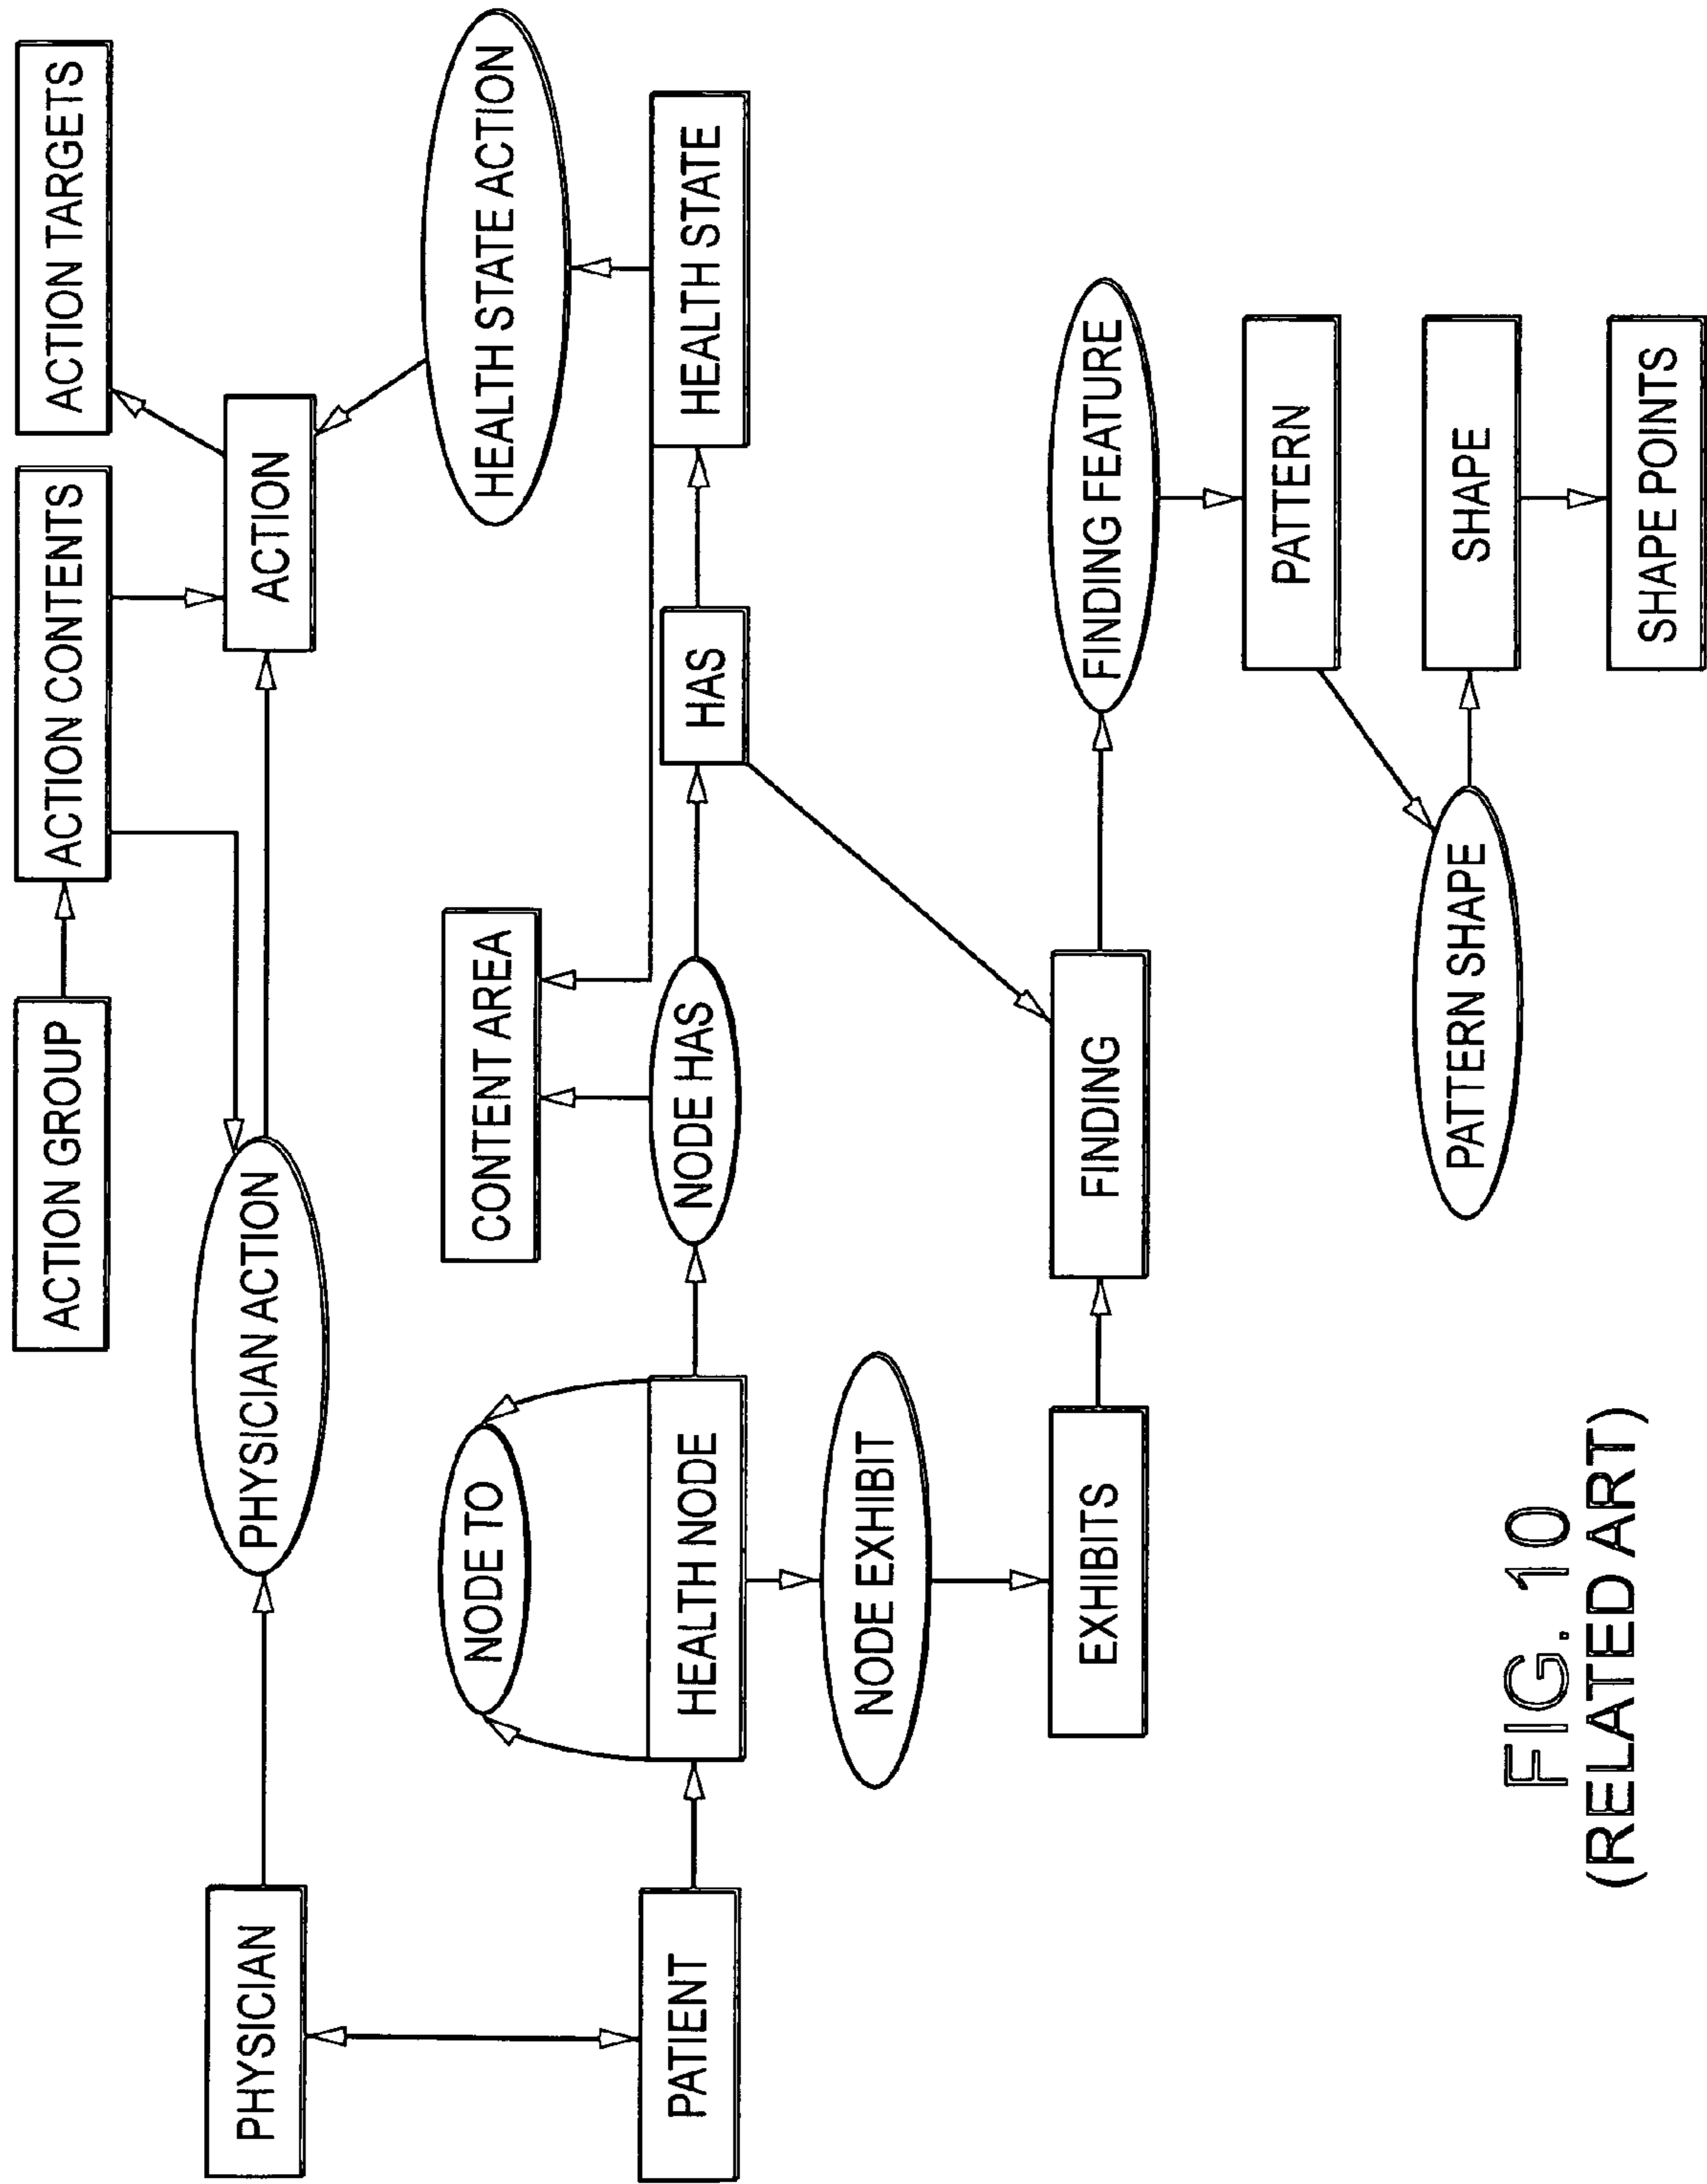 ACTION GROUP
ACTION CONTENTS
ACTION TARGETS
PHYSICIAN
PHYSICIAN ACTION
ACTION
NODE TO
CONTENT AREA
HEALTH STATE ACTION
PATIENT
HEALTH NODE
NODE HAS
HAS
HEALTH STATE
NODE EXHIBIT
EXHIBITS
FINDING
FINDING FEATURE
PATTERN
PATTERN SHAPE
SHAPE
SHAPE POINTS
FIG. 10
(RELATED ART)